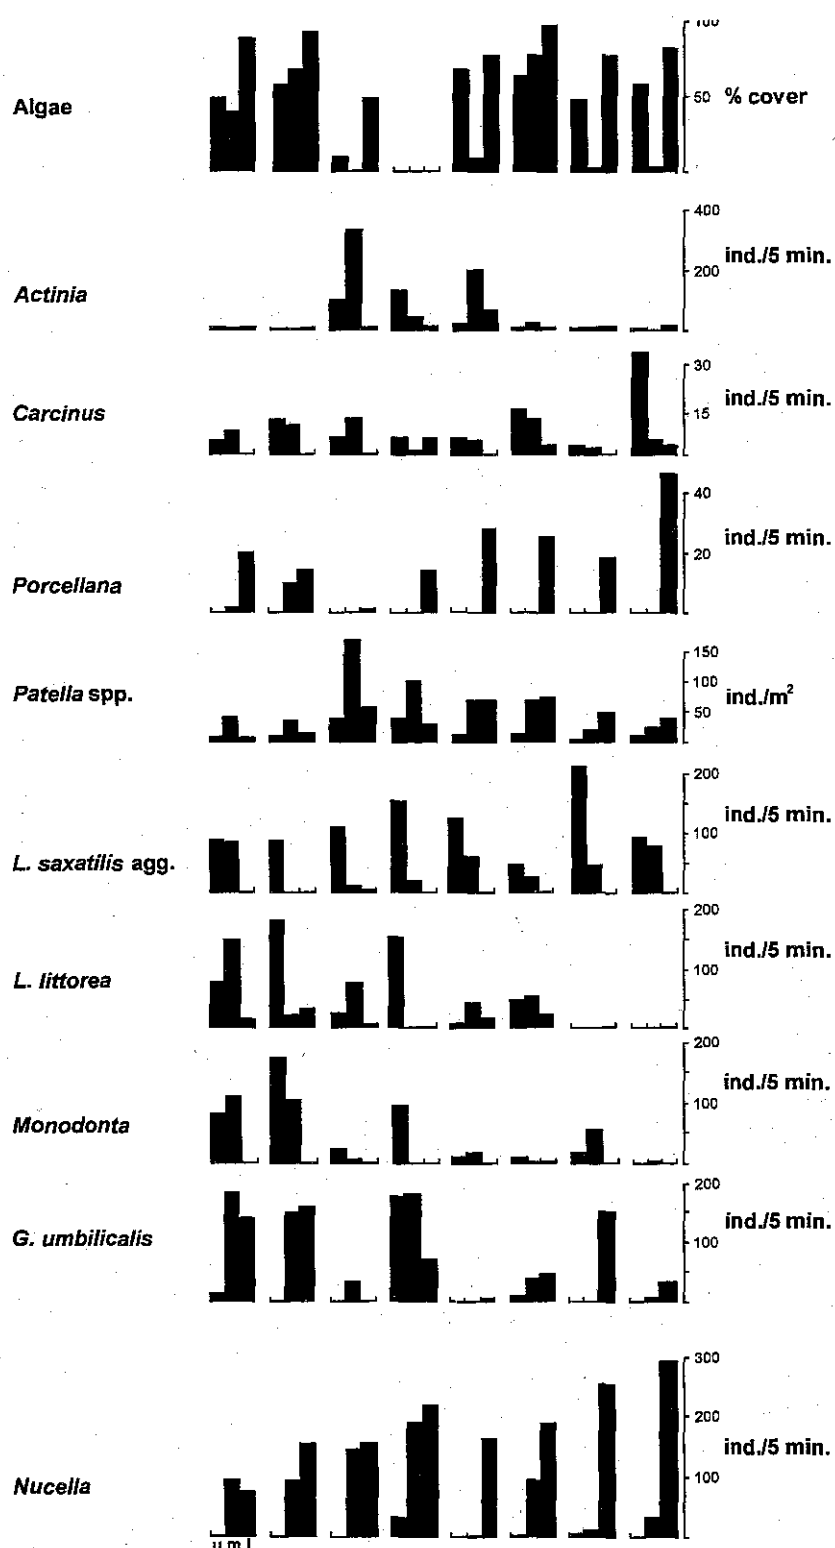 100
Algae
50 % cover
400
ind./5 min.
200
Actinia
30
ind./5 min.
Carcinus
15
40
ind./5 min.
20
Porcellana
150
Patella spp.
100
ind./m²
50
200
ind./5 min.
100
L. saxatilis agg.
200
ind./5 min.
L. littorea
100
200
ind./5 min.
100
Monodonta
200
ind./5 min.
G. umbilicalis
100
300
200
ind./5 min.
Nucella
100
u m l